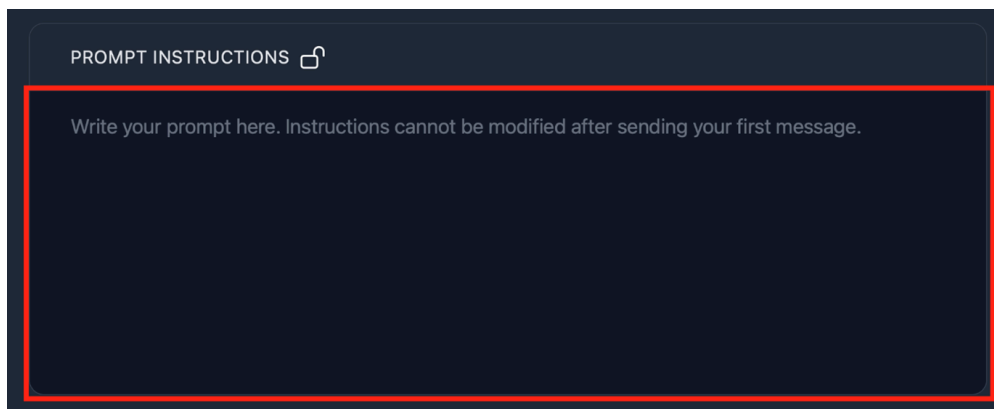 PROMPT INSTRUCTIONS
Write your prompt here. Instructions cannot be modified after sending your first message.